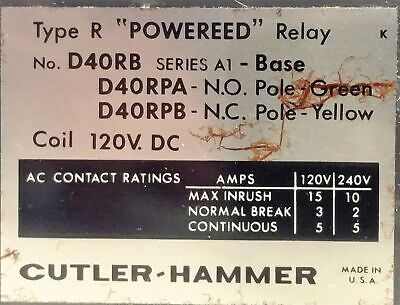 Type R "POWEREED" Relay K
No. D40RB SERIES A1 - Base
D40RPA - N.O. Pole - Green
D40RPB - N.C. Pole - Yellow
Coil 120V. DC
AC CONTACT RATINGS AMPS 120V 240V
MAX INRUSH 15 10
NORMAL BREAK 3 2
CONTINUOUS 5 5
CUTLER-HAMMER MADE IN
U.S.A.